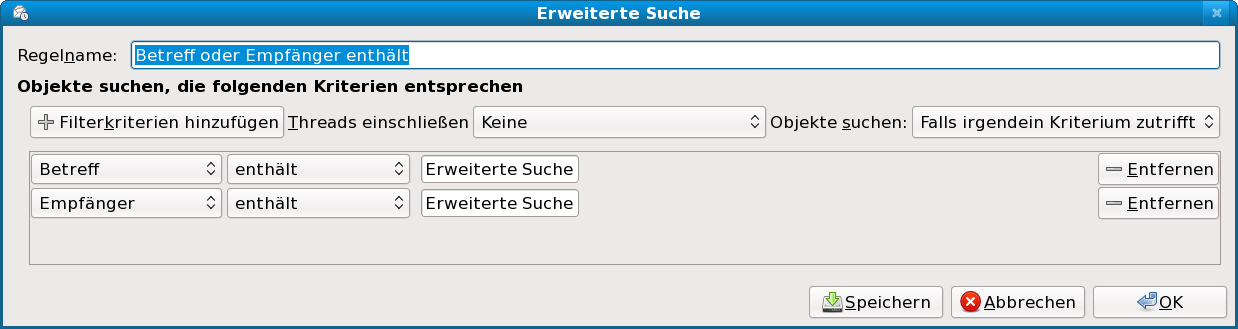 Erweiterte Suche
Regelname: Betreff oder Empfänger enthält
Objekte suchen, die folgenden Kriterien entsprechen
Filterkriterien hinzufügen Threads einschließen Keine Objekte suchen: Falls irgendein Kriterium zutrifft
Betreff enthält Erweiterte Suche Entfernen
Empfänger enthält Erweiterte Suche Entfernen
Speichern Abbrechen OK